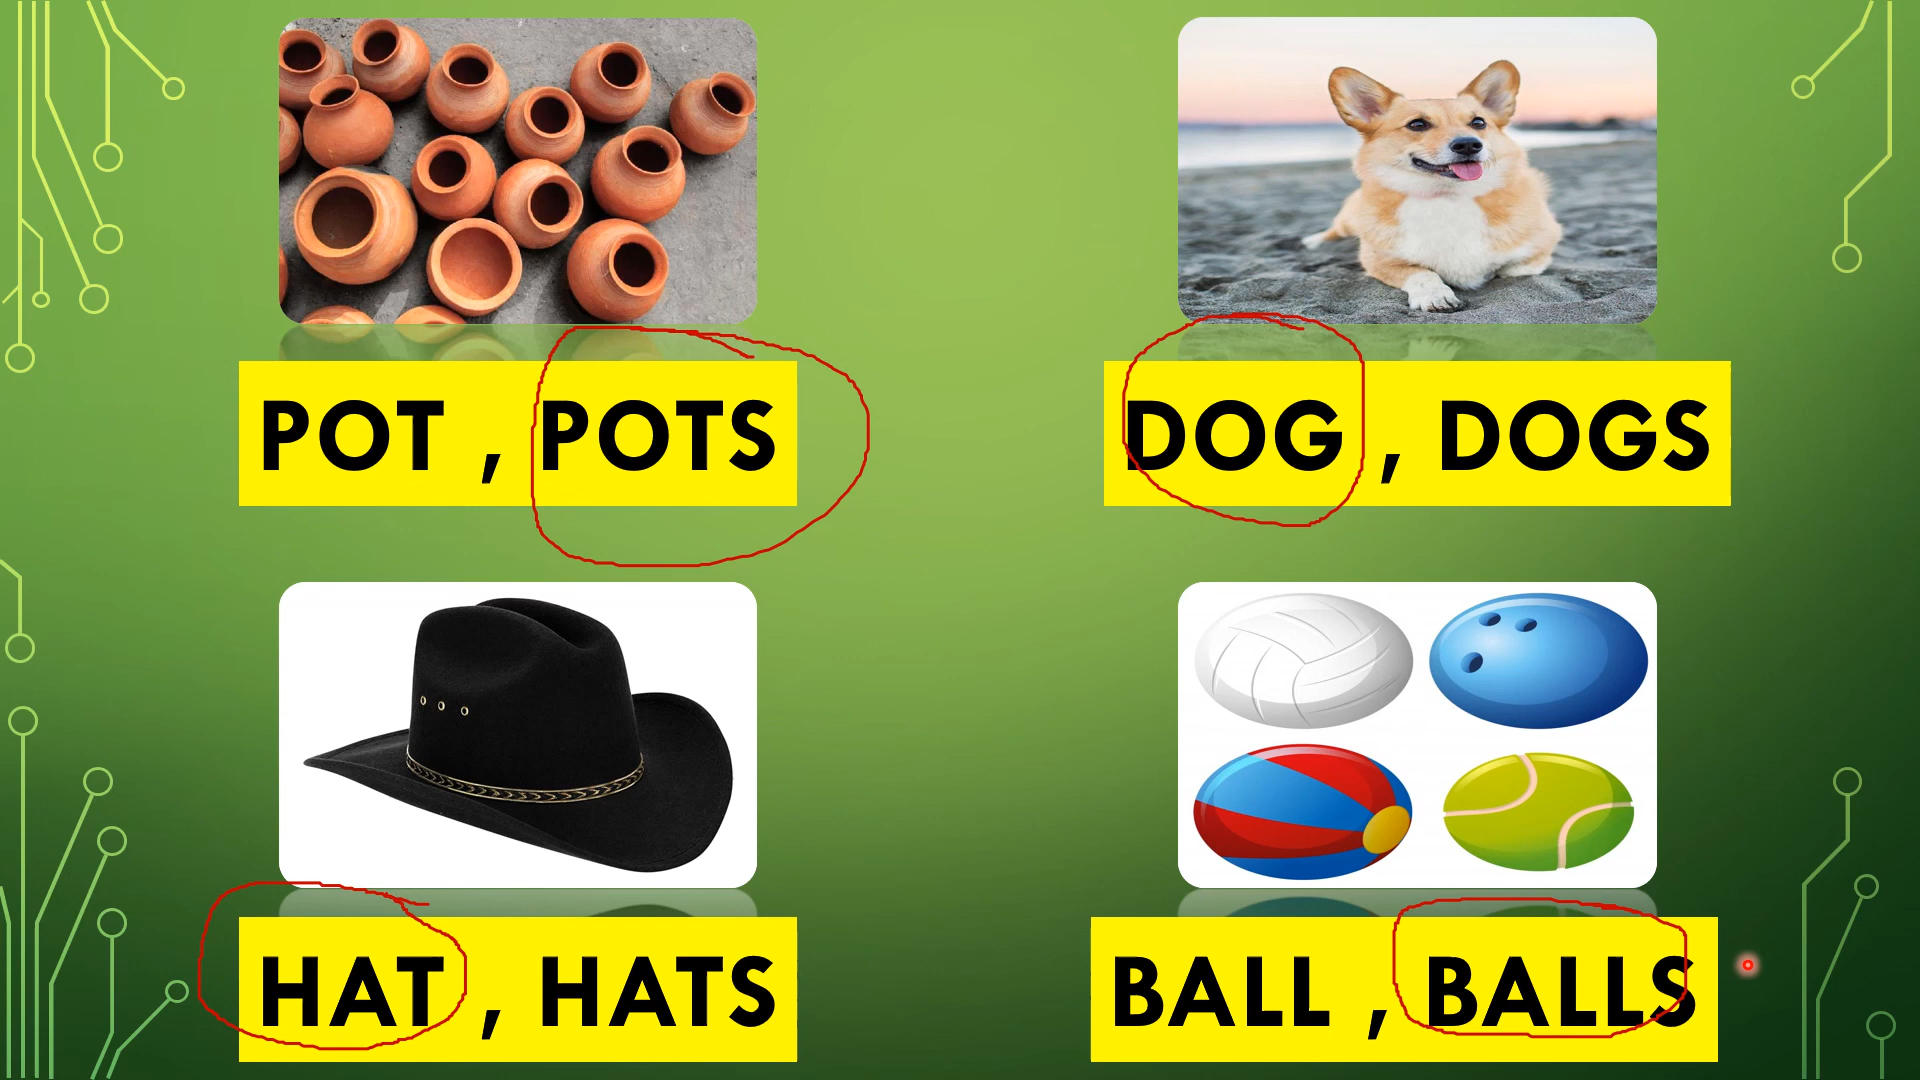 POT , POTS
DOG , DOGS
HAT , HATS
BALL , BALLS